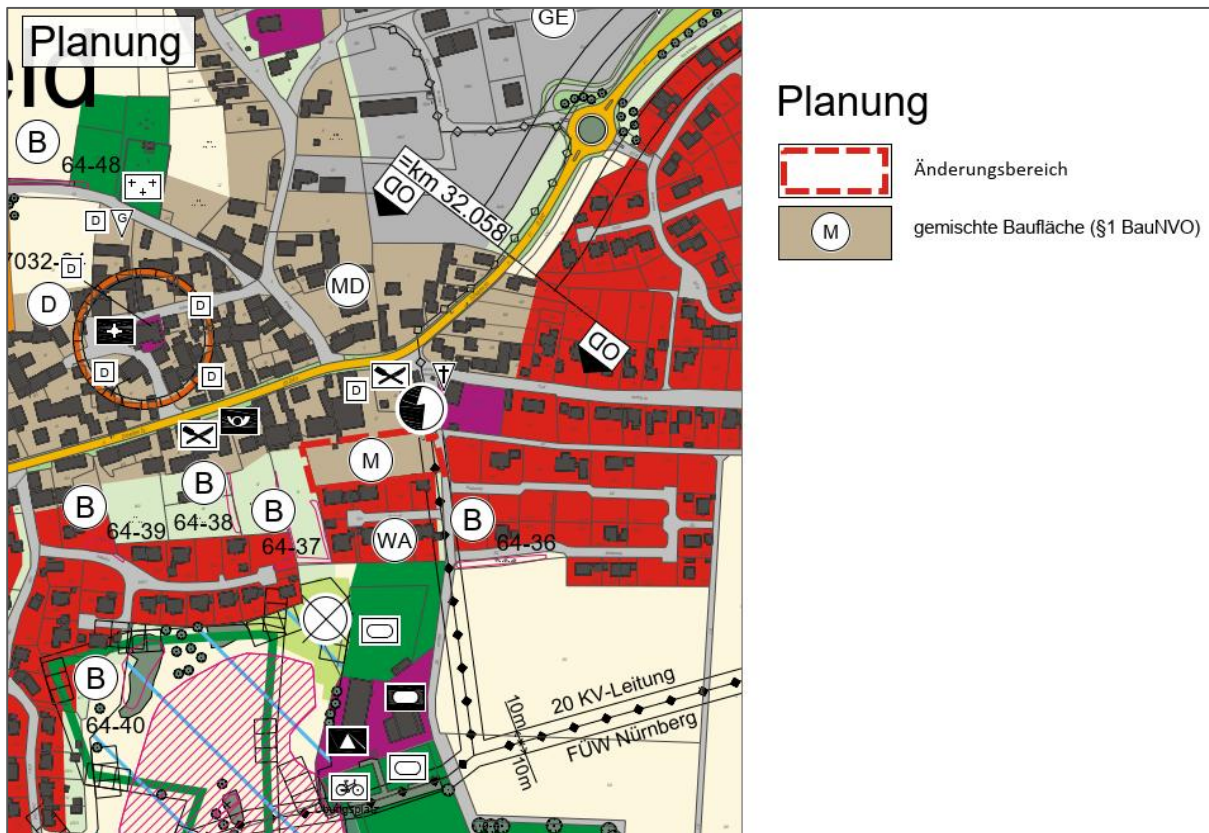 Planung
eld
GE
B
64-48
D
G
=km 32.058
OD
7032-
D
D
D
MD
OD
D
D
D
M
B
B
B
64-39
64-38
64-37
WA
B
64-36
B
64-40
20 KV-Leitung
FÜW Nürnberg
10m
10m
Planung
Änderungsbereich
M
gemischte Baufläche (§1 BauNVO)